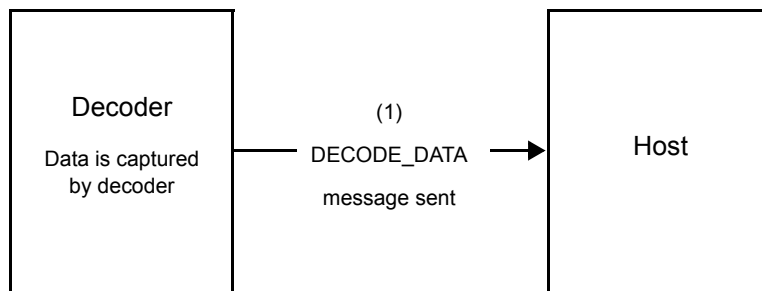 Decoder
Data is captured
by decoder
(1)
DECODE_DATA
message sent
Host